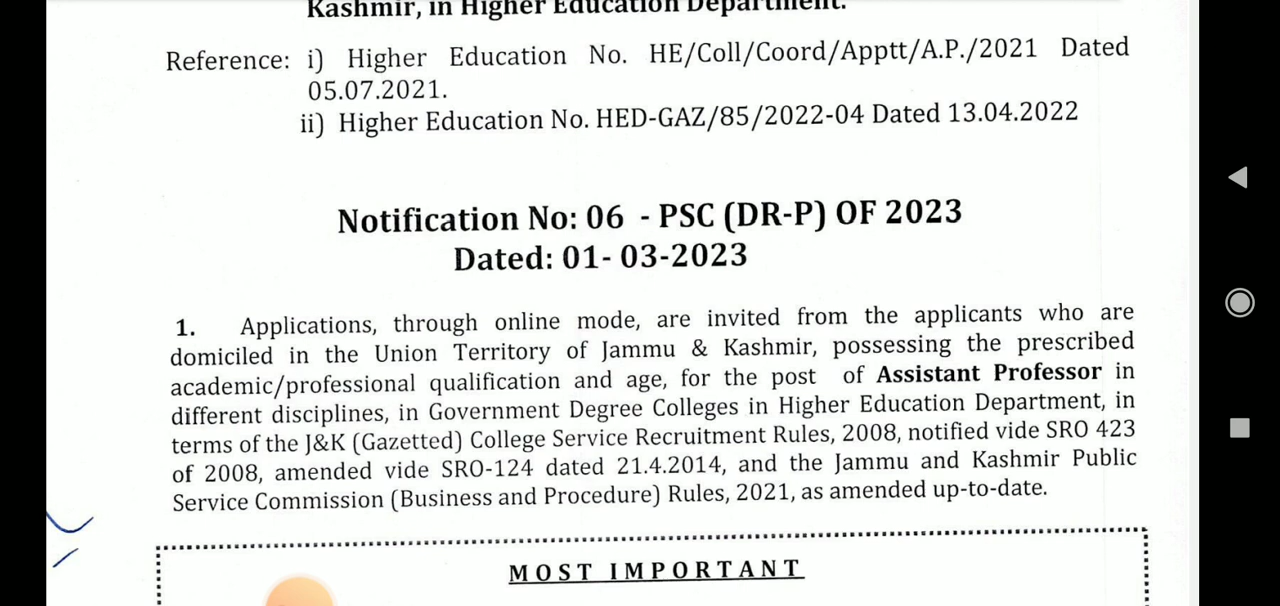 Kashmir, in Higher Education Department.
Reference: i) Higher Education No. HE/Coll/Coord/Apptt/A.P./2021 Dated
05.07.2021.
ii) Higher Education No. HED-GAZ/85/2022-04 Dated 13.04.2022
Notification No: 06 - PSC (DR-P) OF 2023
Dated: 01- 03-2023
1. Applications, through online mode, are invited from the applicants who are
domiciled in the Union Territory of Jammu & Kashmir, possessing the prescribed
academic/professional qualification and age, for the post of Assistant Professor in
different disciplines, in Government Degree Colleges in Higher Education Department, in
terms of the J&K (Gazetted) College Service Recruitment Rules, 2008, notified vide SRO 423
of 2008, amended vide SRO-124 dated 21.4.2014, and the Jammu and Kashmir Public
Service Commission (Business and Procedure) Rules, 2021, as amended up-to-date.
MOST IMPORTANT